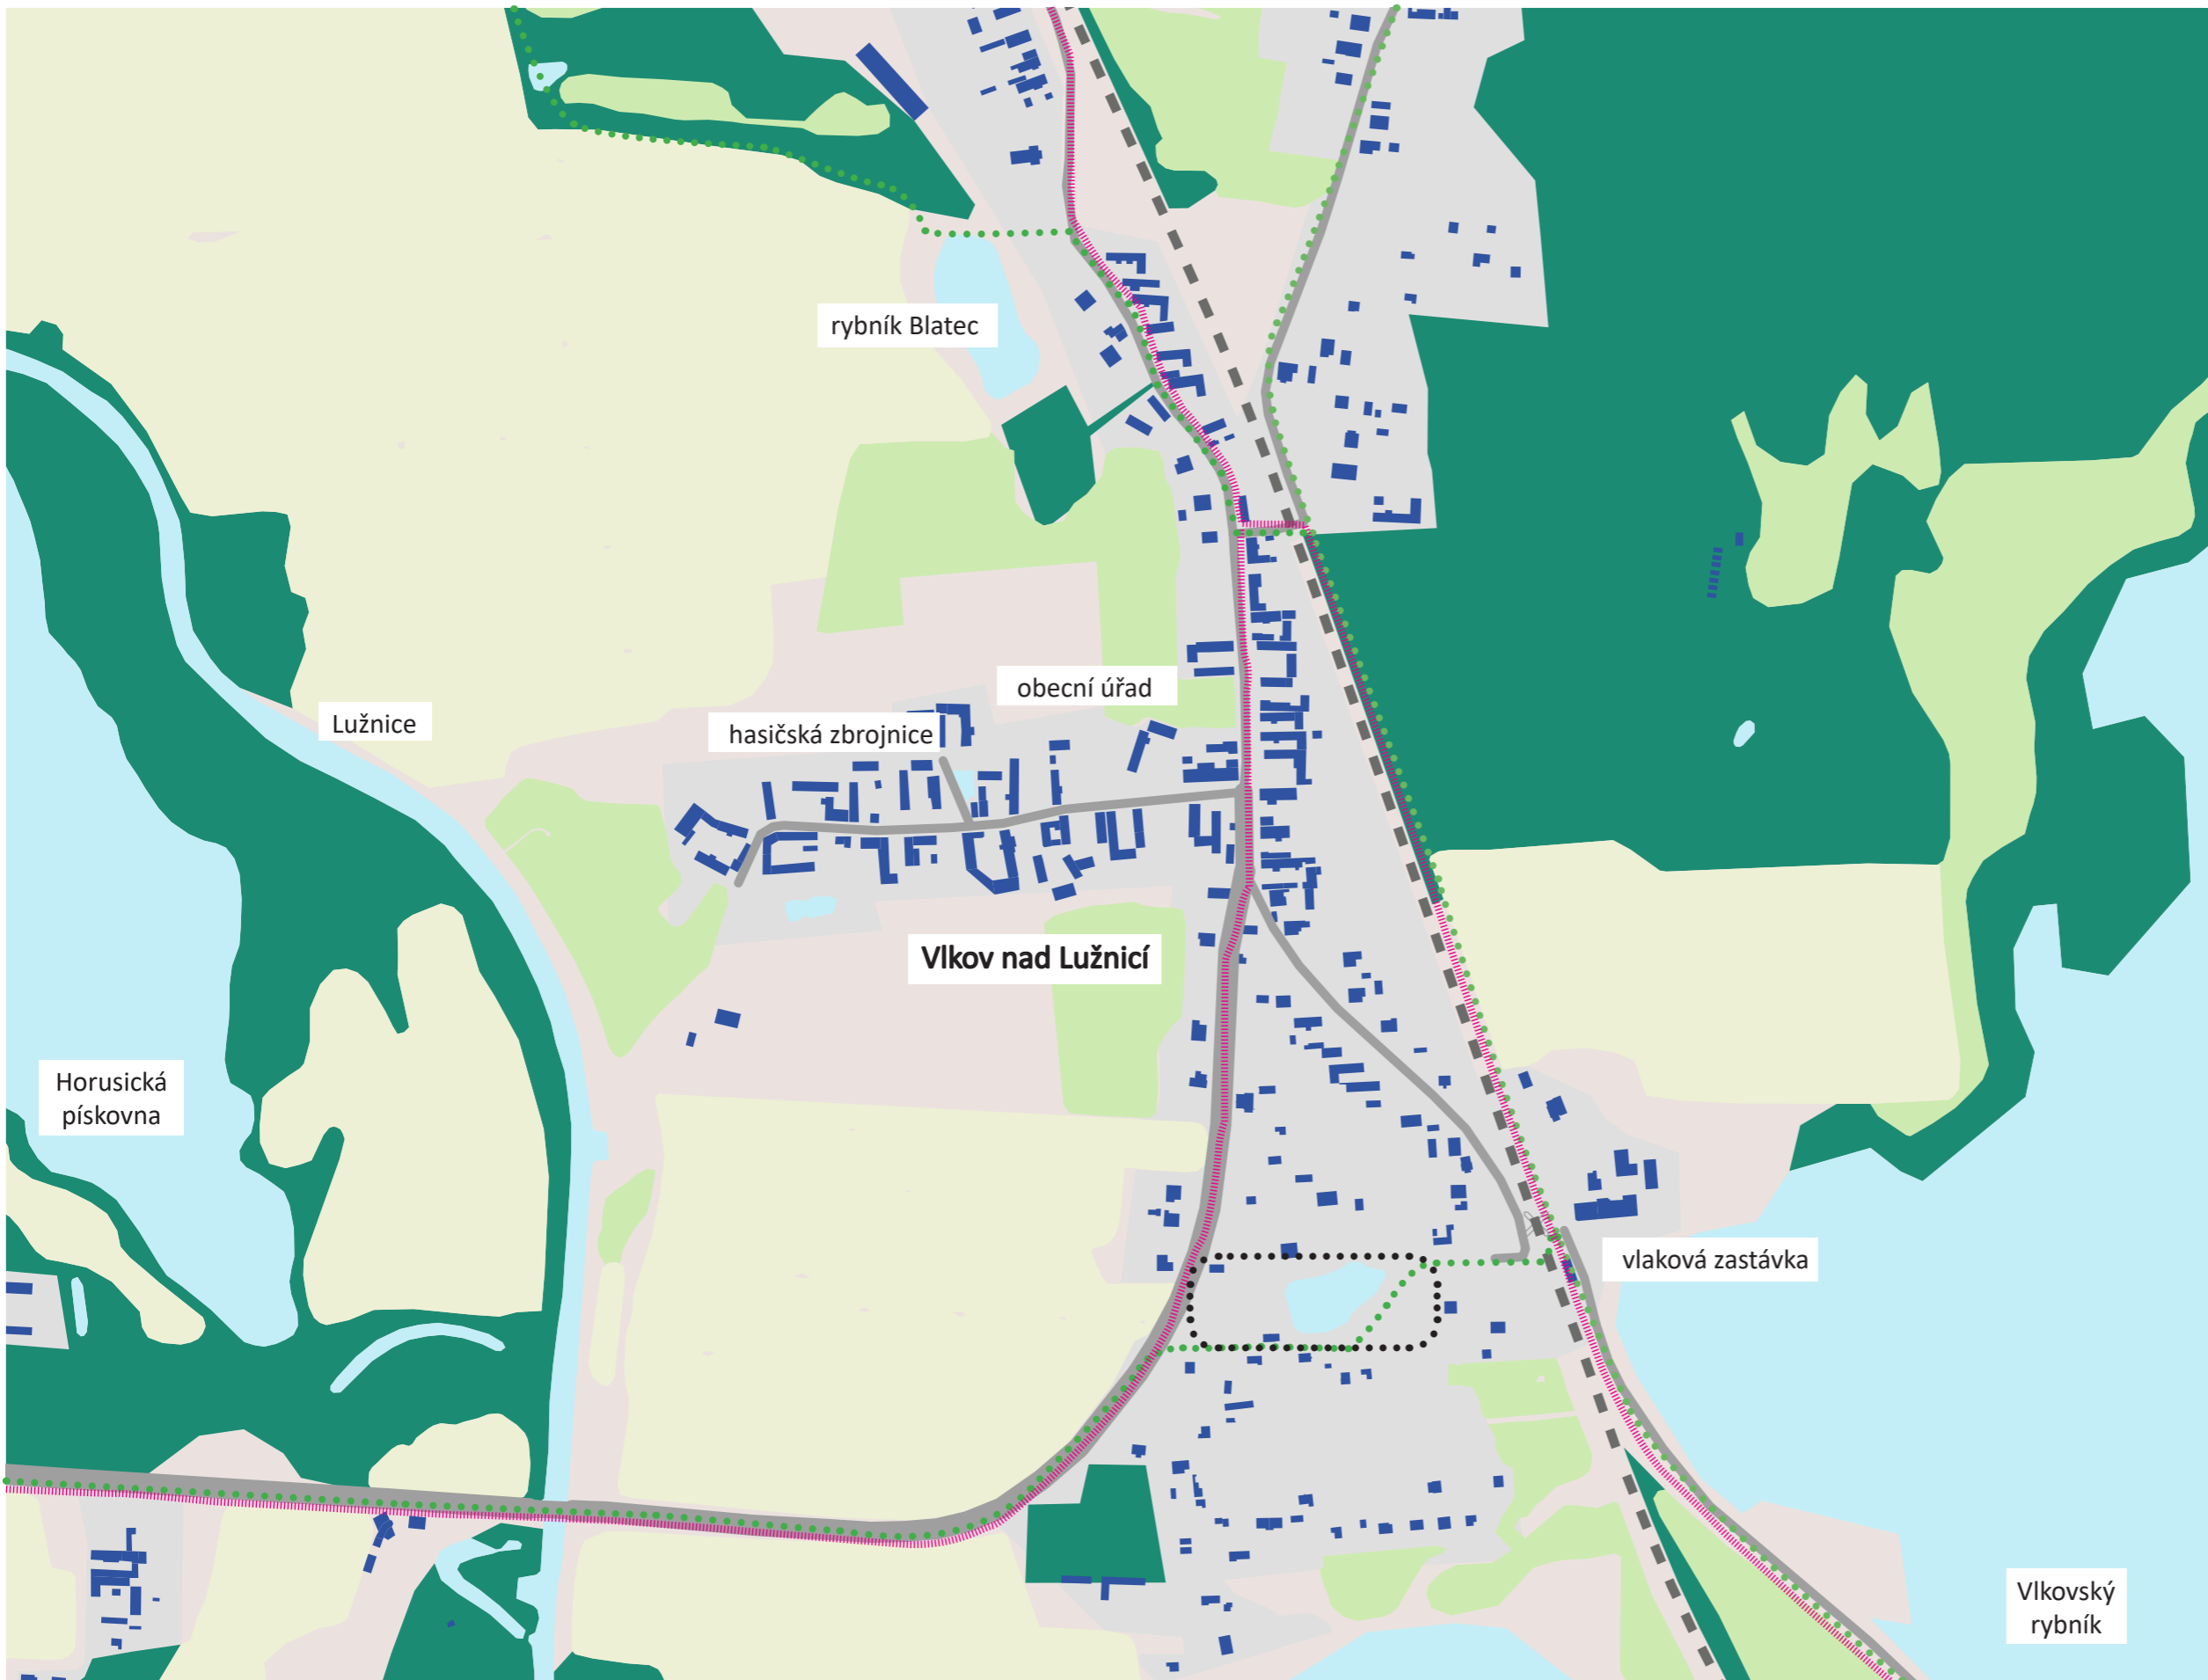 rybník Blatec
obecní úřad
Lužnice
hasičská zbrojnice
Vlkov nad Lužnicí
Horusická
pískovna
vlaková zastávka
Vlkovský
rybník